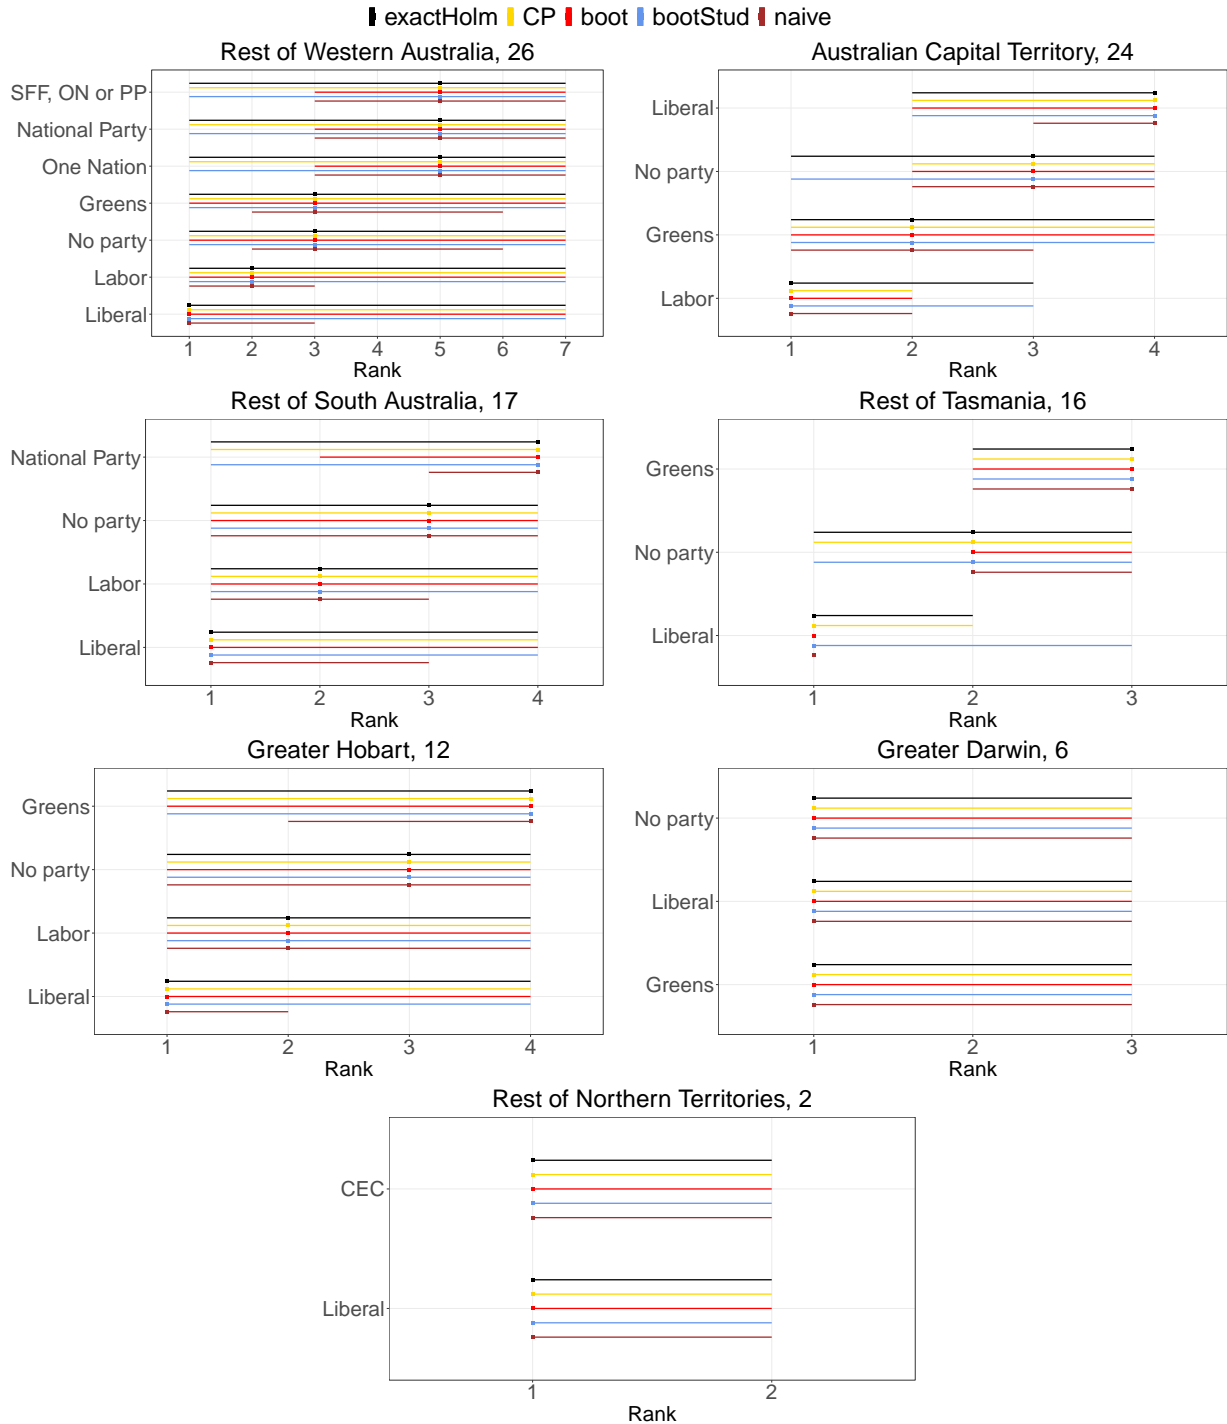 exactHolm CP boot bootStud naive
Rest of Western Australia, 26
SFF, ON or PP
National Party
One Nation
Greens
No party
Labor
Liberal
1 2 3 4 5 6 7
Rank
Australian Capital Territory, 24
Liberal
No party
Greens
Labor
1 2 3 4
Rank
Rest of South Australia, 17
National Party
No party
Labor
Liberal
1 2 3 4
Rank
Rest of Tasmania, 16
Greens
No party
Liberal
1 2 3
Rank
Greater Hobart, 12
Greens
No party
Labor
Liberal
1 2 3 4
Rank
Greater Darwin, 6
No party
Liberal
Greens
1 2 3
Rank
Rest of Northern Territories, 2
CEC
Liberal
1 2
Rank